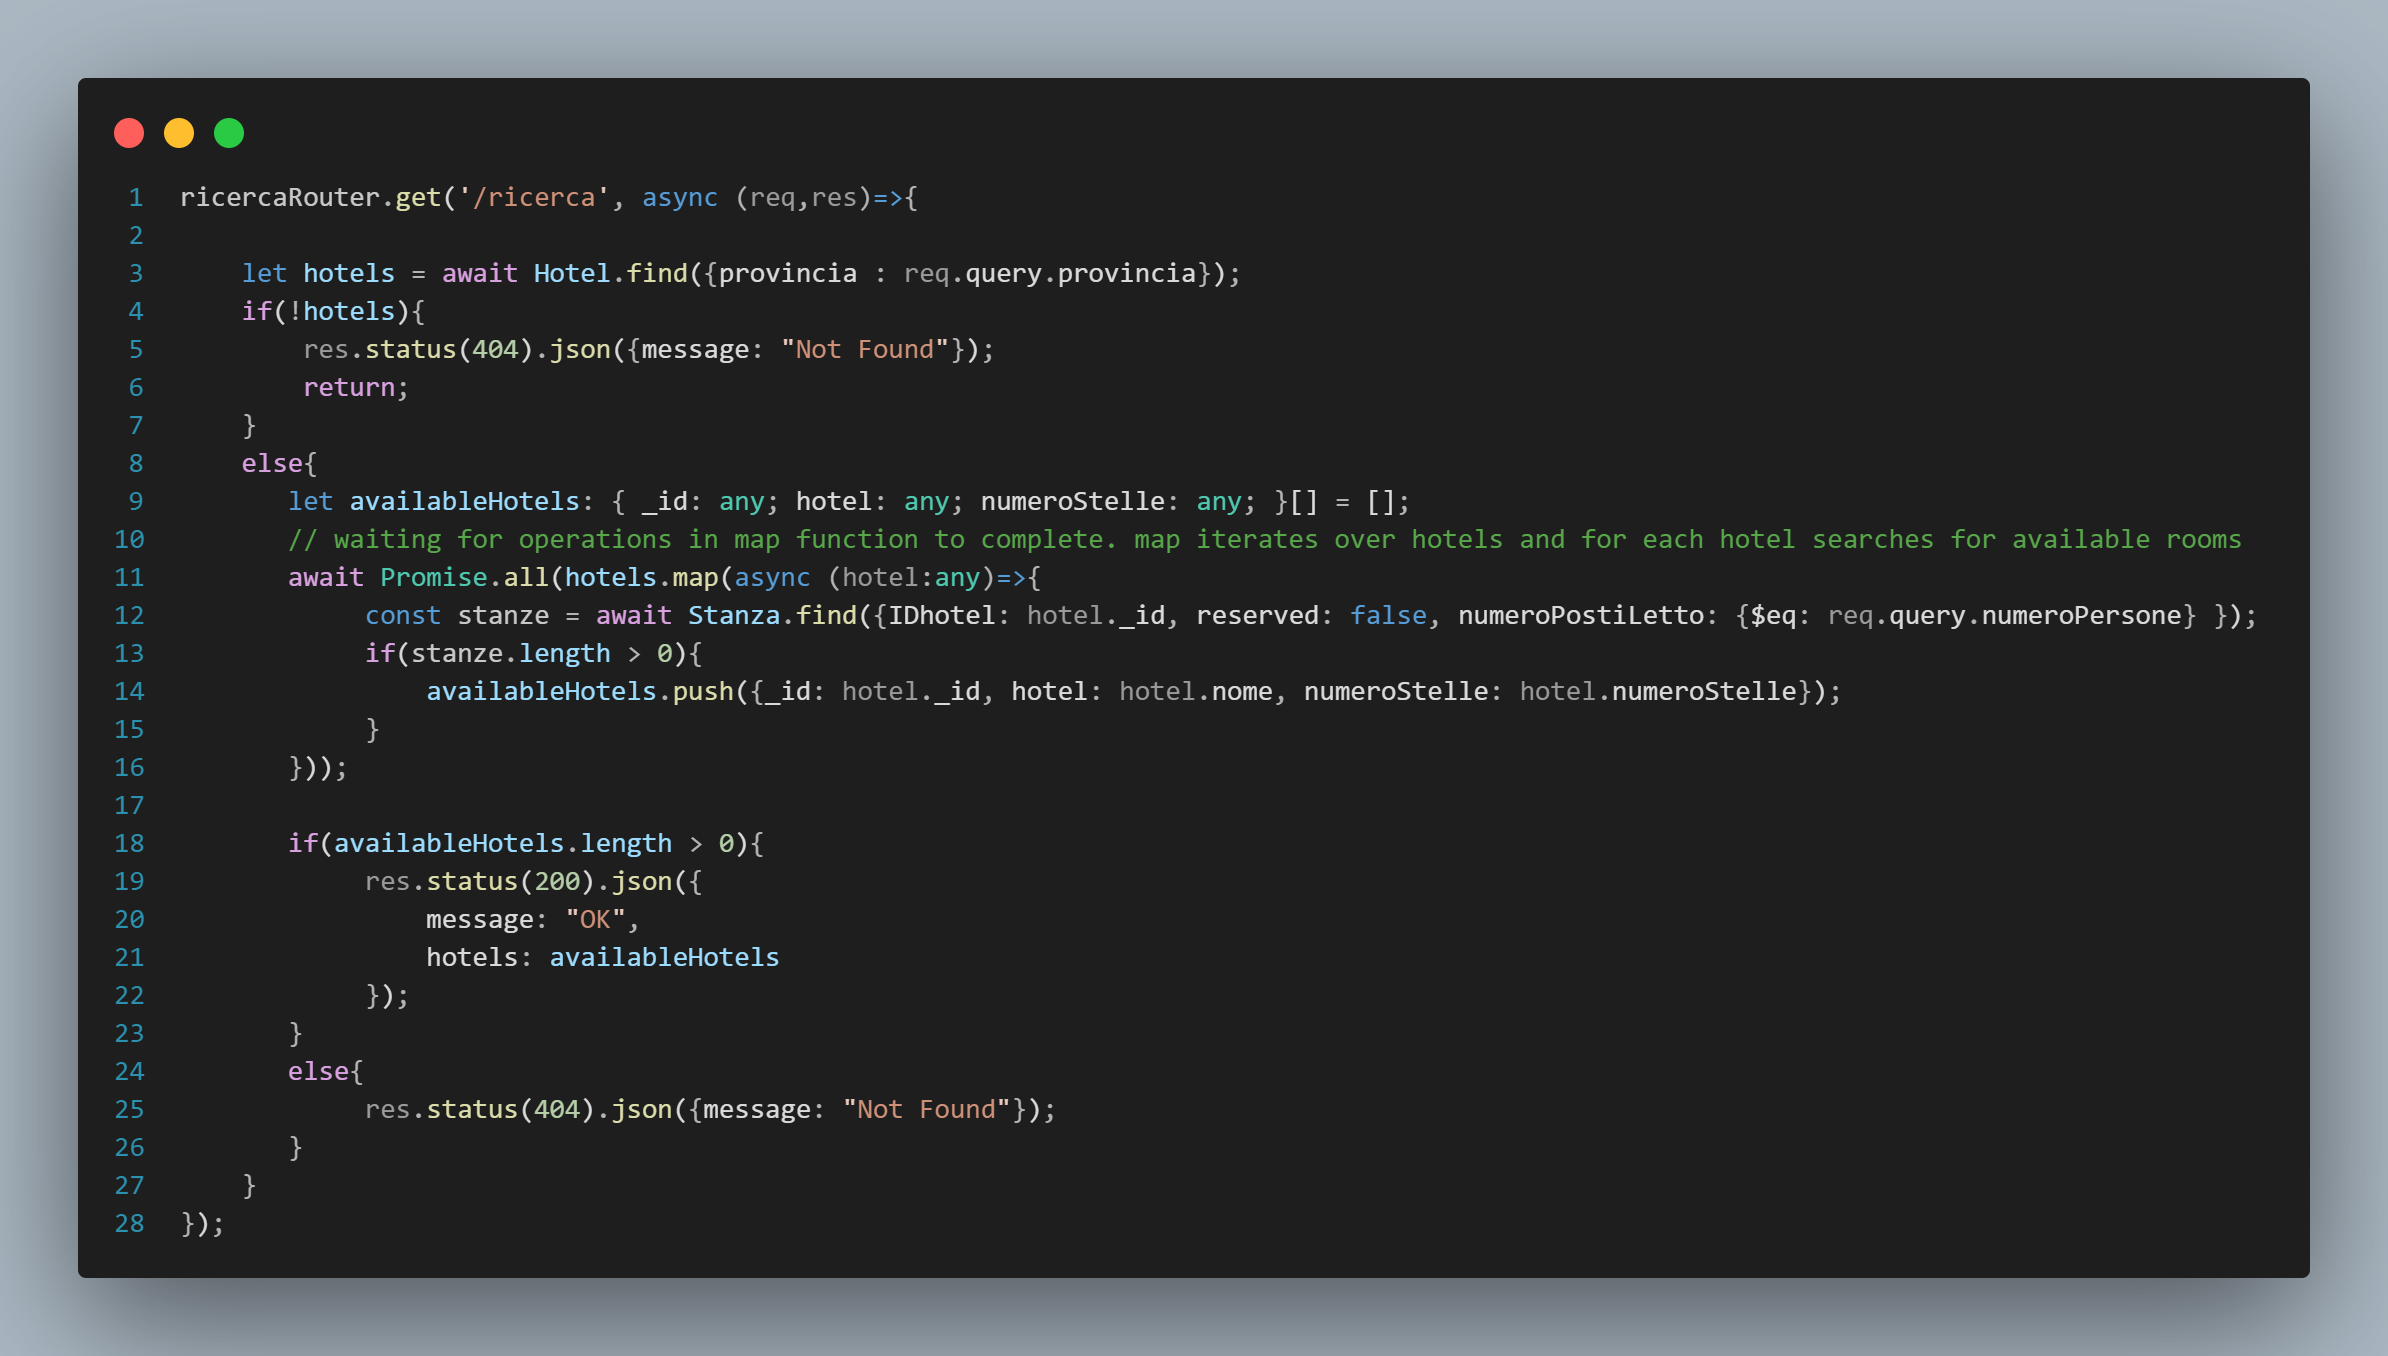 1 ricercaRouter.get('/ricerca', async (req,res)=>{
2
3     let hotels = await Hotel.find({provincia : req.query.provincia});
4     if(!hotels){
5         res.status(404).json({message: "Not Found"});
6         return;
7     }
8     else{
9        let availableHotels: { _id: any; hotel: any; numeroStelle: any; }[] = [];
10        // waiting for operations in map function to complete. map iterates over hotels and for each hotel searches for available rooms
11        await Promise.all(hotels.map(async (hotel:any)=>{
12             const stanze = await Stanza.find({IDhotel: hotel._id, reserved: false, numeroPostiLetto: {$eq: req.query.numeroPersone} });
13             if(stanze.length > 0){
14                 availableHotels.push({_id: hotel._id, hotel: hotel.nome, numeroStelle: hotel.numeroStelle});
15             }
16        }));
17
18        if(availableHotels.length > 0){
19             res.status(200).json({
20                 message: "OK",
21                 hotels: availableHotels
22             });
23        }
24        else{
25             res.status(404).json({message: "Not Found"});
26        }
27     }
28 });